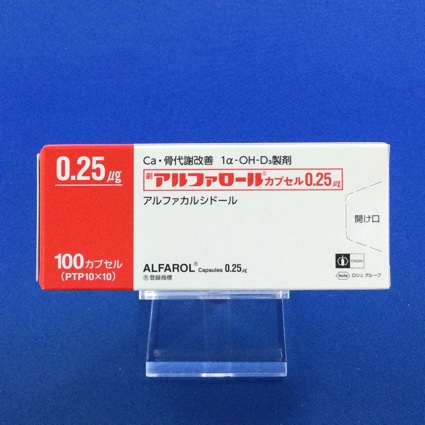 0.25㎍
100カプセル
(PTP10×10)
Ca・骨代謝改善 1α-OH-D₃製剤
劇 アルファロール®カプセル0.25㎍
アルファカルシドール
開け口
ALFAROL® Capsules 0.25㎍
Ⓡ登録商標
CHUGAI
Roche ロシュ グループ